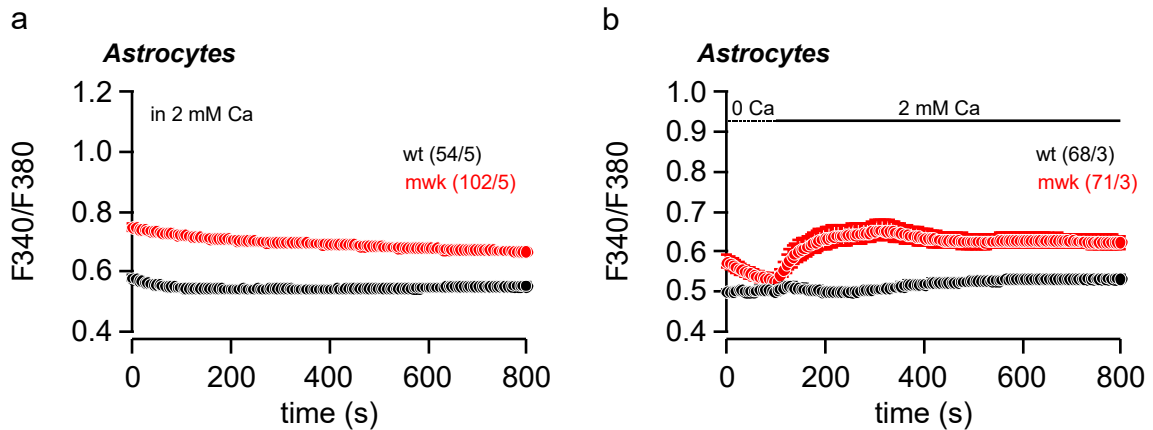 a
Astrocytes
in 2 mM Ca
wt (54/5)
mwk (102/5)
F340/F380
1.2
1.0
0.8
0.6
0.4
0 200 400 600 800
time (s)
b
Astrocytes
0 Ca 2 mM Ca
wt (68/3)
mwk (71/3)
F340/F380
1.0
0.9
0.8
0.7
0.6
0.5
0.4
0 200 400 600 800
time (s)